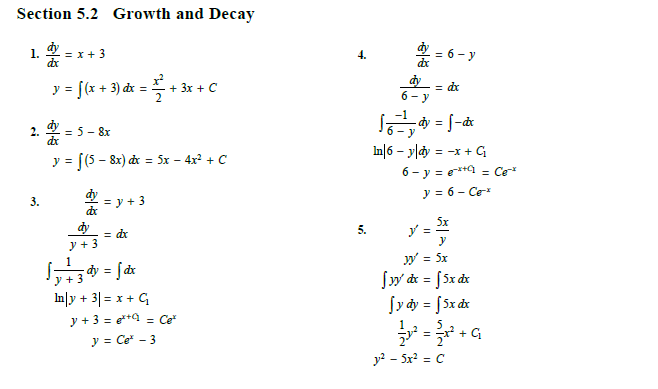 Section 5.2 Growth and Decay
1. dy/dx = x + 3
y = ∫(x + 3) dx = x²/2 + 3x + C
2. dy/dx = 5 − 8x
y = ∫(5 − 8x) dx = 5x − 4x² + C
3. dy/dx = y + 3
dy/(y + 3) = dx
∫ 1/(y + 3) dy = ∫ dx
ln|y + 3| = x + C₁
y + 3 = e^(x+C₁) = Ce^x
y = Ce^x − 3
4. dy/dx = 6 − y
dy/(6 − y) = dx
∫ −1/(6 − y) dy = ∫ −dx
ln|6 − y|dy = −x + C₁
6 − y = e^(−x+C₁) = Ce^(−x)
y = 6 − Ce^(−x)
5. y′ = 5x/y
yy′ = 5x
∫ yy′ dx = ∫ 5x dx
∫ y dy = ∫ 5x dx
1/2 y² = 5/2 x² + C₁
y² − 5x² = C